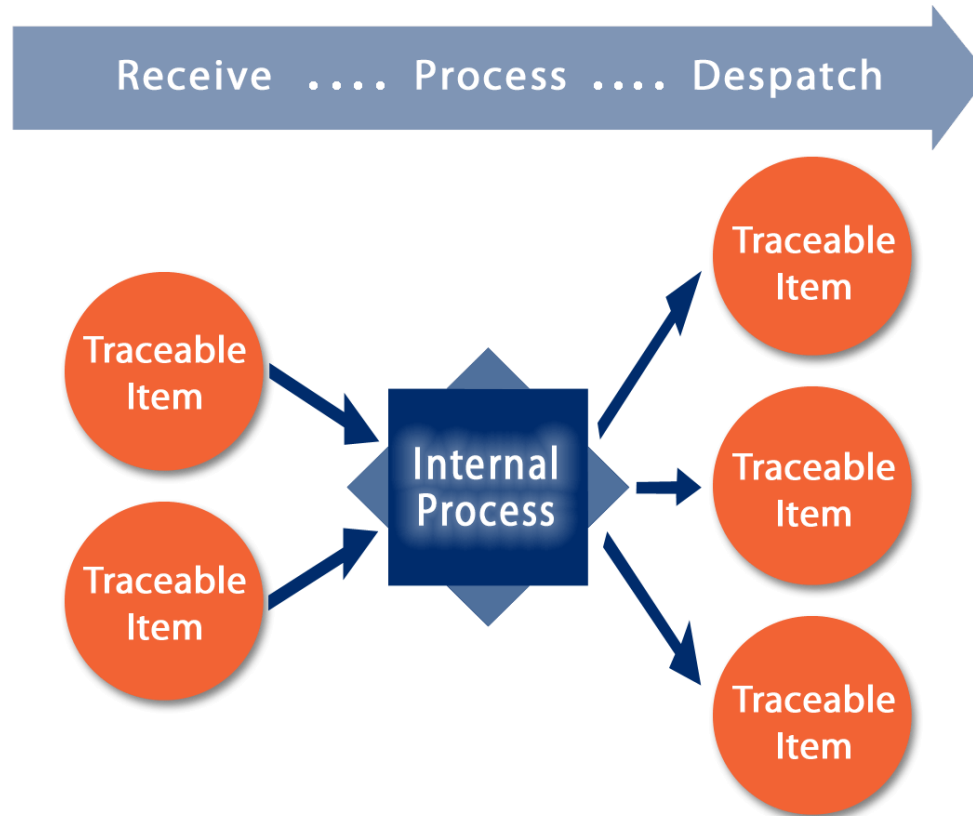 Receive .... Process .... Despatch
Traceable
Item
Traceable
Item
Internal
Process
Traceable
Item
Traceable
Item
Traceable
Item